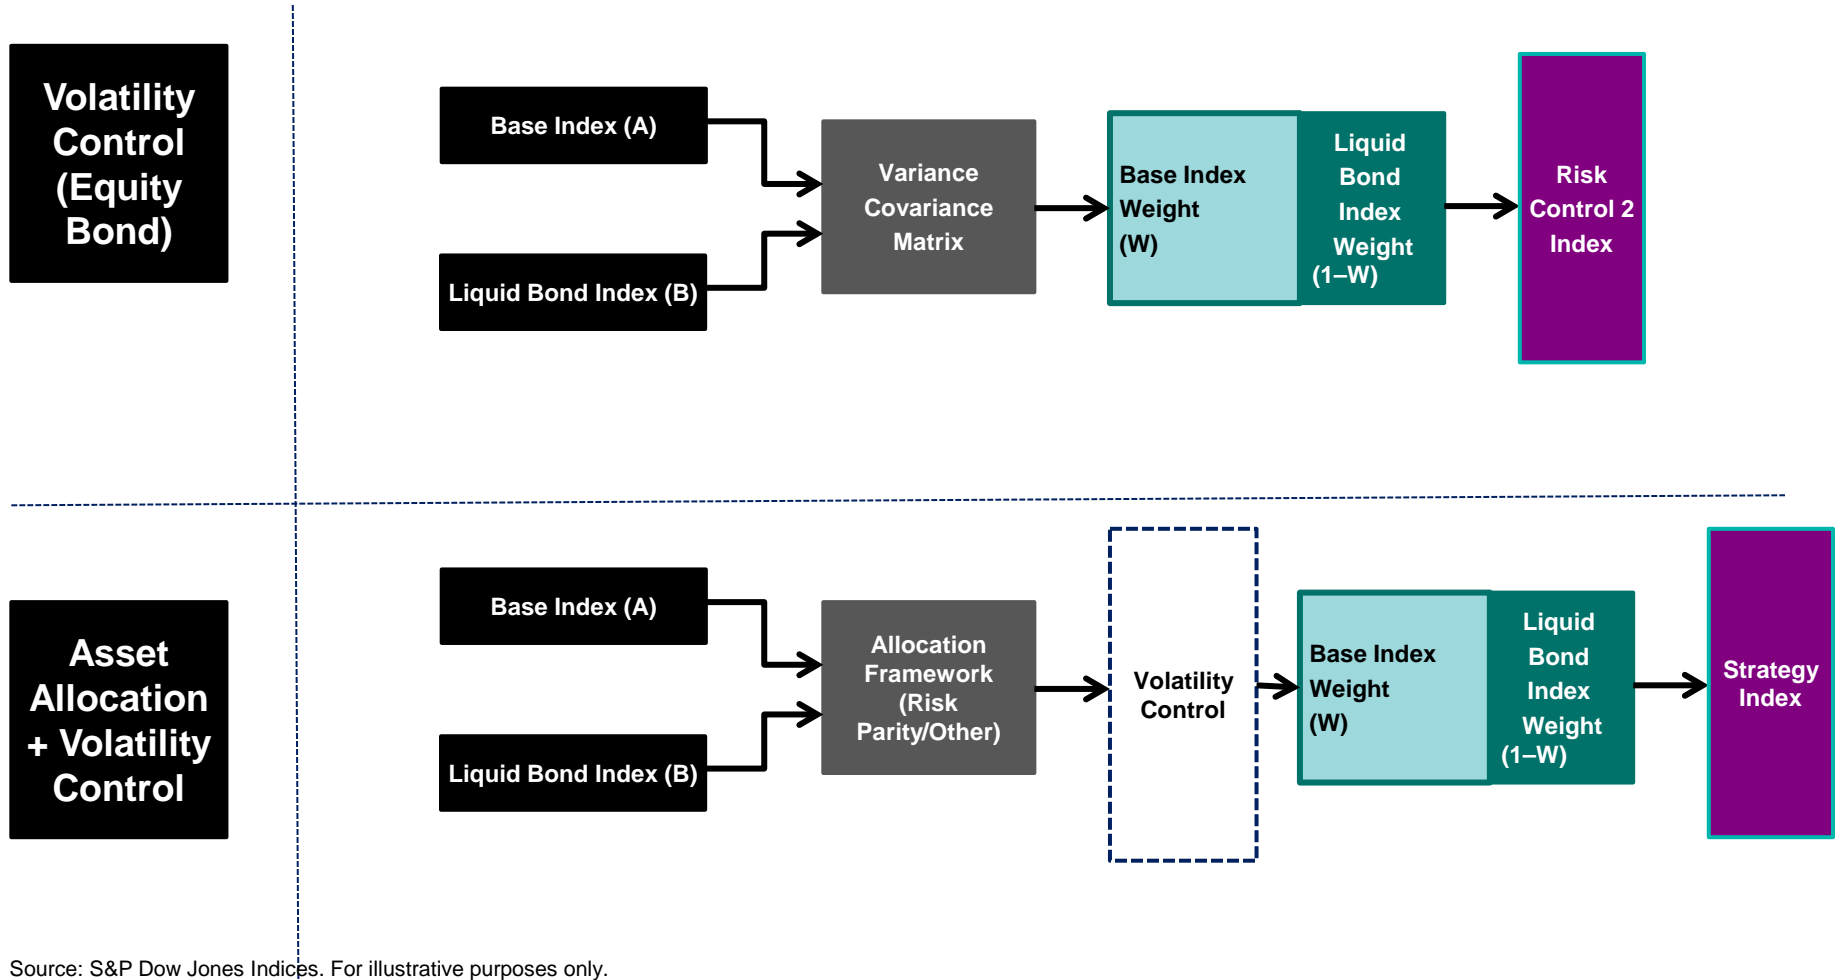 Volatility
Control
(Equity
Bond)
Base Index (A)
Liquid Bond Index (B)
Variance
Covariance
Matrix
Base Index
Weight
(W)
Liquid
Bond
Index
Weight
(1–W)
Risk
Control 2
Index
Asset
Allocation
+ Volatility
Control
Base Index (A)
Liquid Bond Index (B)
Allocation
Framework
(Risk
Parity/Other)
Volatility
Control
Base Index
Weight
(W)
Liquid
Bond
Index
Weight
(1–W)
Strategy
Index
Source: S&P Dow Jones Indices. For illustrative purposes only.